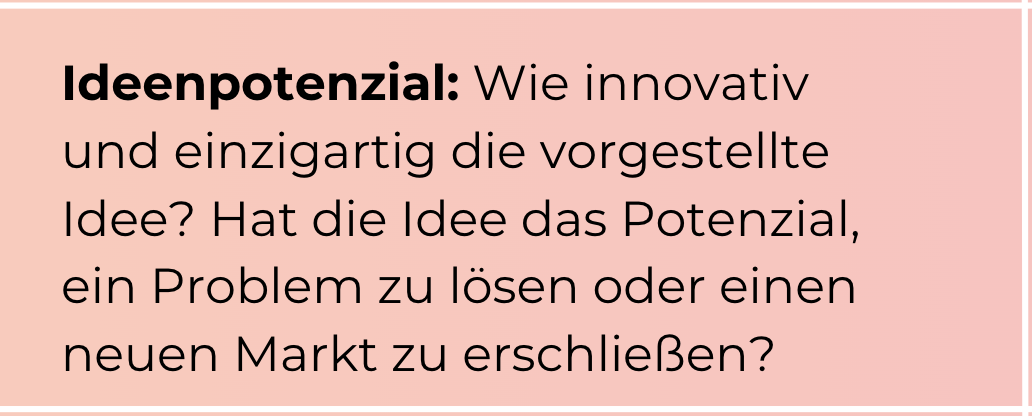 Ideenpotenzial: Wie innovativ
und einzigartig die vorgestellte
Idee? Hat die Idee das Potenzial,
ein Problem zu lösen oder einen
neuen Markt zu erschließen?